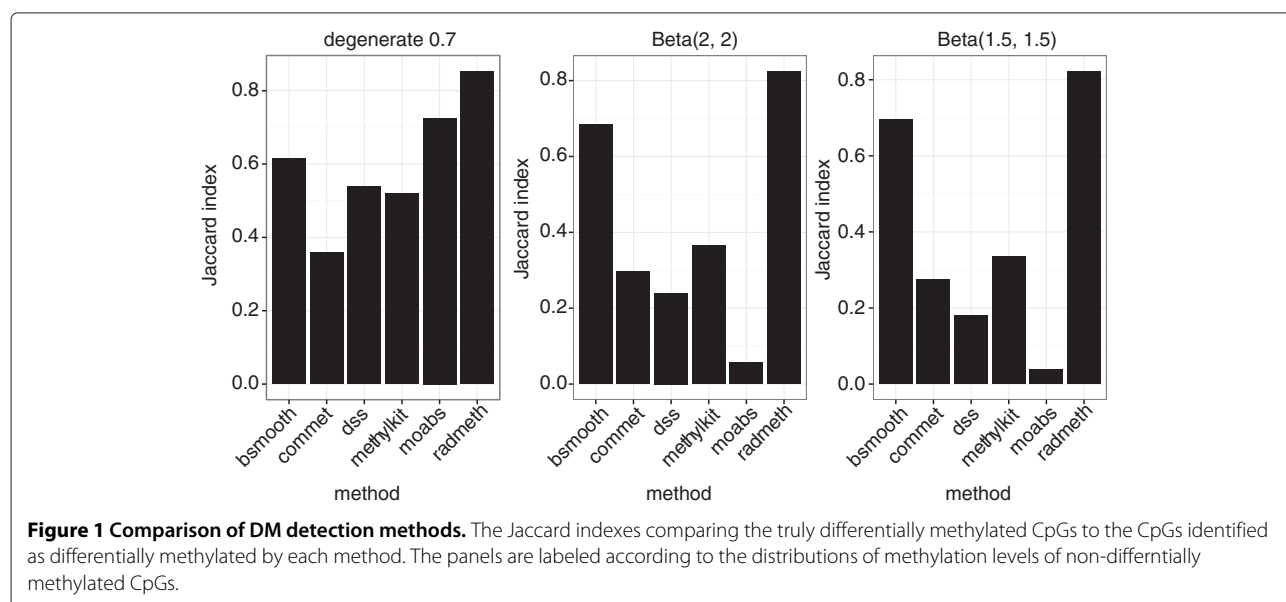 degenerate 0.7
Beta(2, 2)
Beta(1.5, 1.5)
Jaccard index
0.8
0.6
0.4
0.2
0.0
bsmooth
commet
dss
methylkit
moabs
radmeth
method
Jaccard index
0.8
0.6
0.4
0.2
0.0
bsmooth
commet
dss
methylkit
moabs
radmeth
method
Jaccard index
0.8
0.6
0.4
0.2
0.0
bsmooth
commet
dss
methylkit
moabs
radmeth
method
Figure 1 Comparison of DM detection methods. The Jaccard indexes comparing the truly differentially methylated CpGs to the CpGs identified
as differentially methylated by each method. The panels are labeled according to the distributions of methylation levels of non-differntially
methylated CpGs.